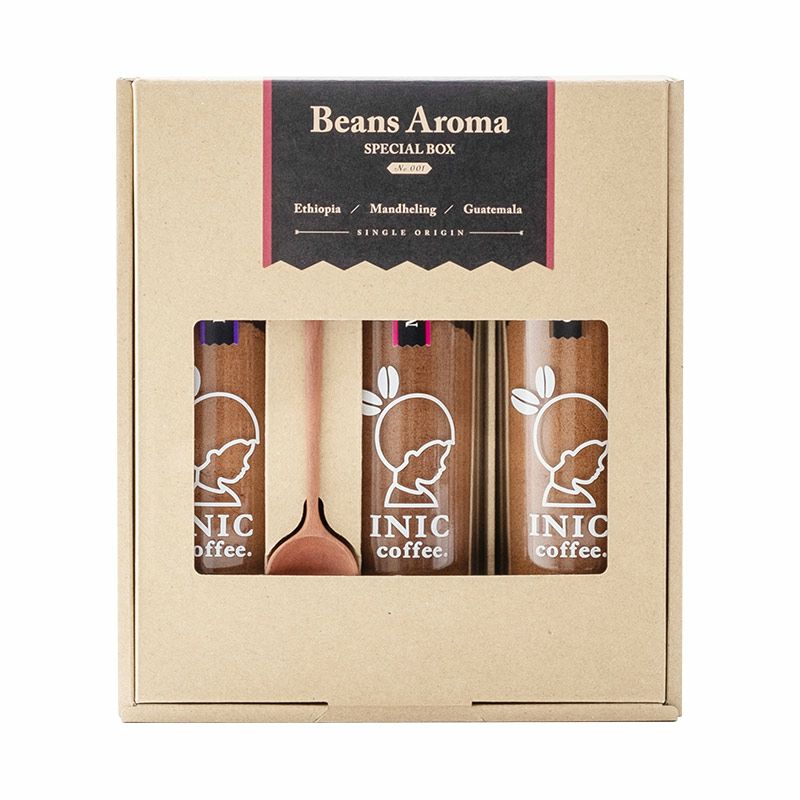 Beans Aroma
SPECIAL BOX
No 001
Ethiopia / Mandheling / Guatemala
SINGLE ORIGIN
INIC
coffee®
INIC
coffee®
INIC
coffee®